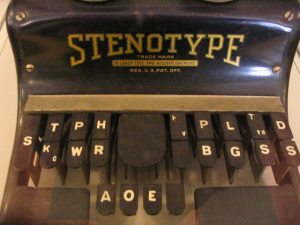 STENOTYPE
TRADE MARK
REG. U.S. PAT. OFF.
T P H P L T D
S K W R B G S S
A O E